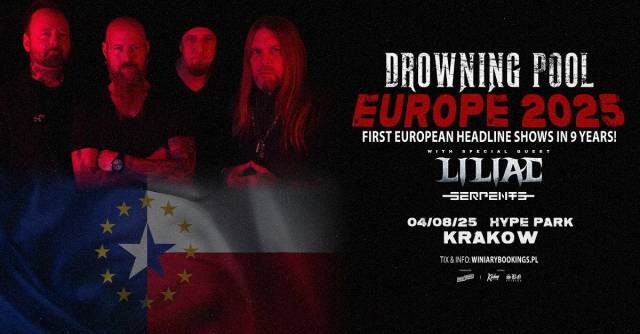 DROWNING POOL
EUROPE 2025
FIRST EUROPEAN HEADLINE SHOWS IN 9 YEARS!
WITH SPECIAL GUEST
LILIAC
SERPENTS
04/08/25 HYPE PARK
KRAKOW
TIX & INFO: WINIARYBOOKINGS.PL